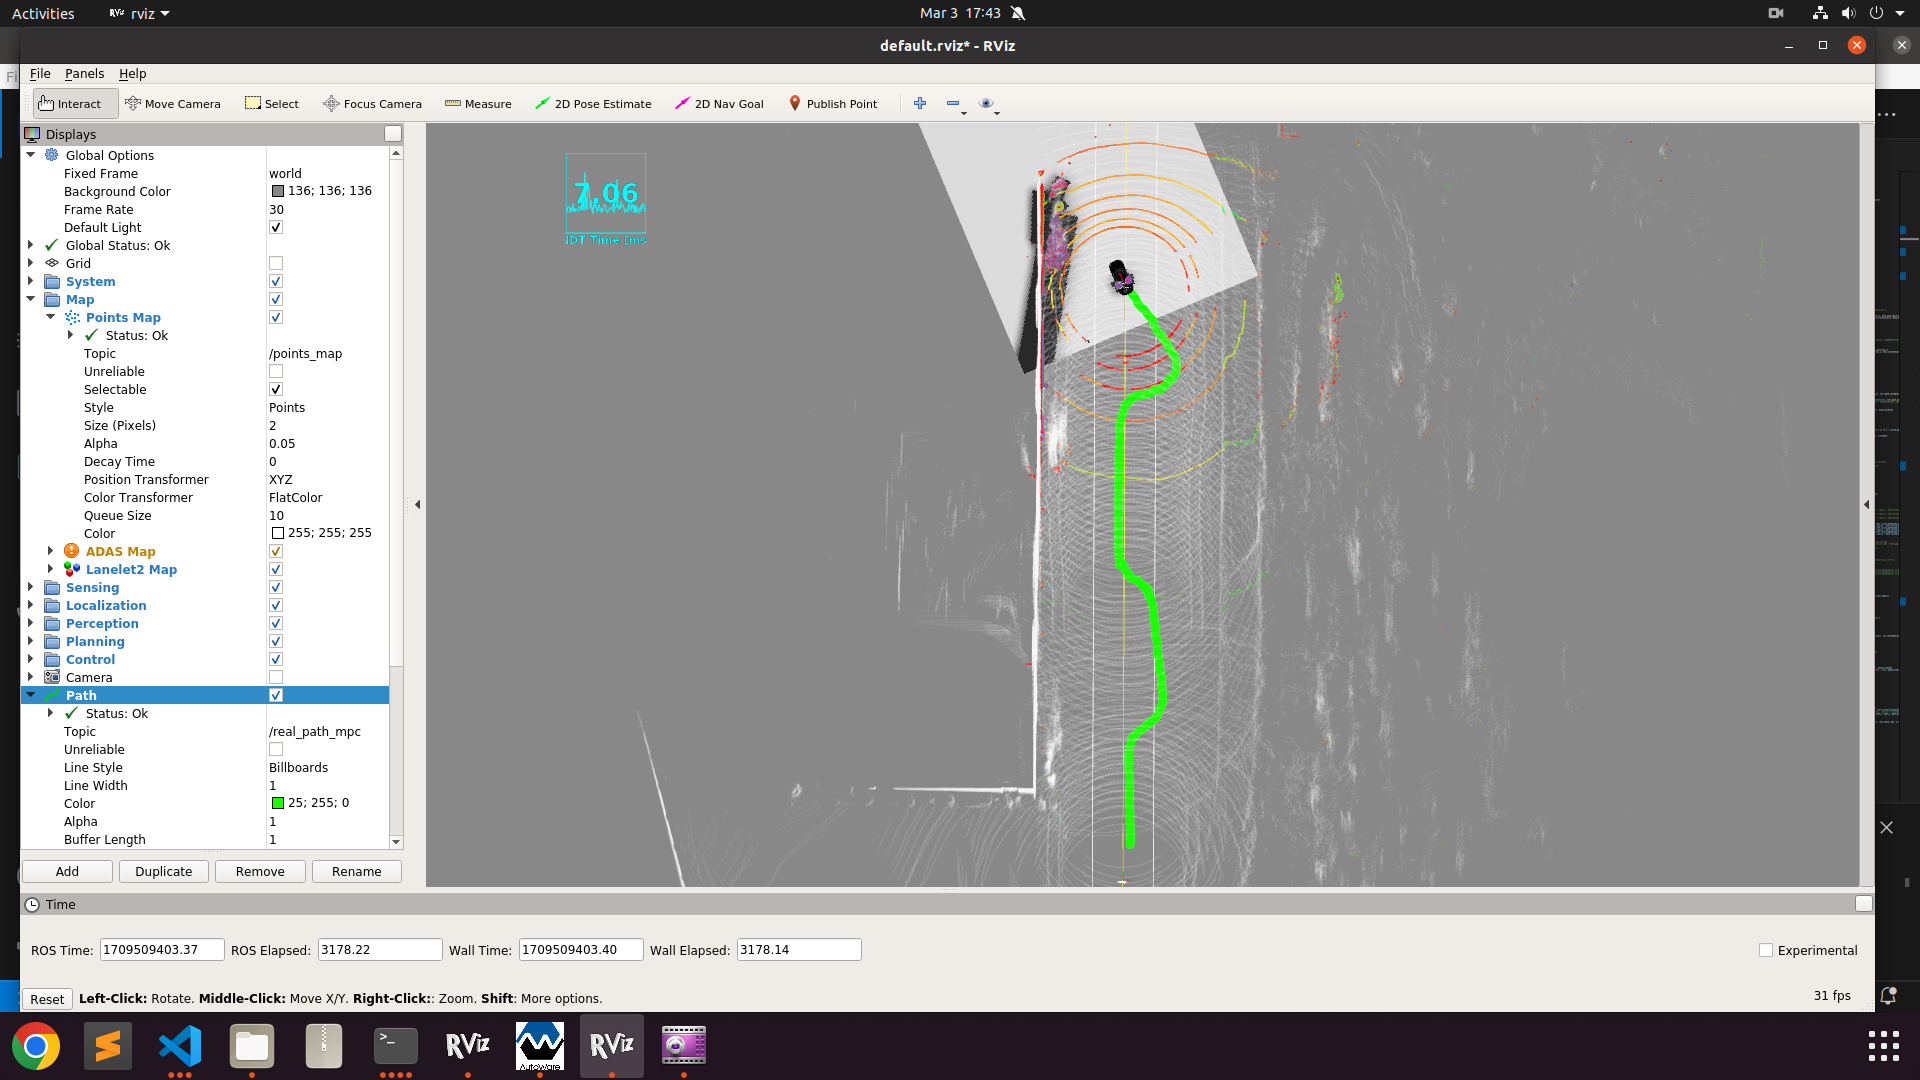 Activities
RViz rviz
Mar 3 17:43
default.rviz* - RViz
File Panels Help
Interact Move Camera Select Focus Camera Measure 2D Pose Estimate 2D Nav Goal Publish Point
Displays
Global Options
Fixed Frame world
Background Color 136; 136; 136
Frame Rate 30
Default Light
Global Status: Ok
Grid
System
Map
Points Map
Status: Ok
Topic /points_map
Unreliable
Selectable
Style Points
Size (Pixels) 2
Alpha 0.05
Decay Time 0
Position Transformer XYZ
Color Transformer FlatColor
Queue Size 10
Color 255; 255; 255
ADAS Map
Lanelet2 Map
Sensing
Localization
Perception
Planning
Control
Camera
Path
Status: Ok
Topic /real_path_mpc
Unreliable
Line Style Billboards
Line Width 1
Color 25; 255; 0
Alpha 1
Buffer Length 1
Add Duplicate Remove Rename
7.06
NDT Time [ms
Time
ROS Time: 1709509403.37 ROS Elapsed: 3178.22 Wall Time: 1709509403.40 Wall Elapsed: 3178.14 Experimental
Reset Left-Click: Rotate. Middle-Click: Move X/Y. Right-Click:: Zoom. Shift: More options. 31 fps
RViz
AutoWare
RViz